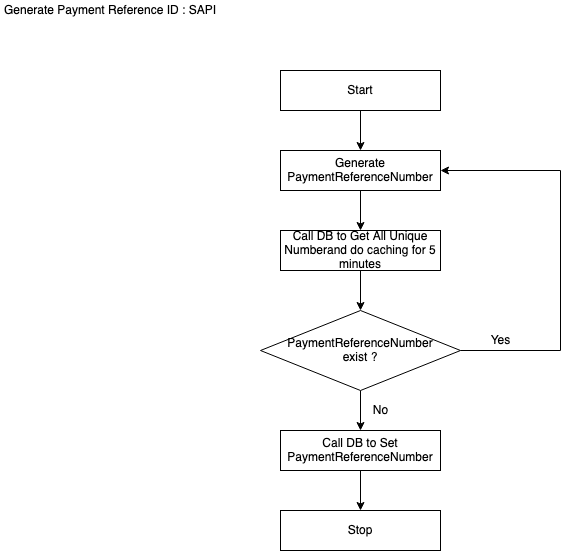 Generate Payment Reference ID : SAPI
Start
Generate
PaymentReferenceNumber
Call DB to Get All Unique
Numberand do caching for 5
minutes
PaymentReferenceNumber
exist ?
Yes
No
Call DB to Set
PaymentReferenceNumber
Stop